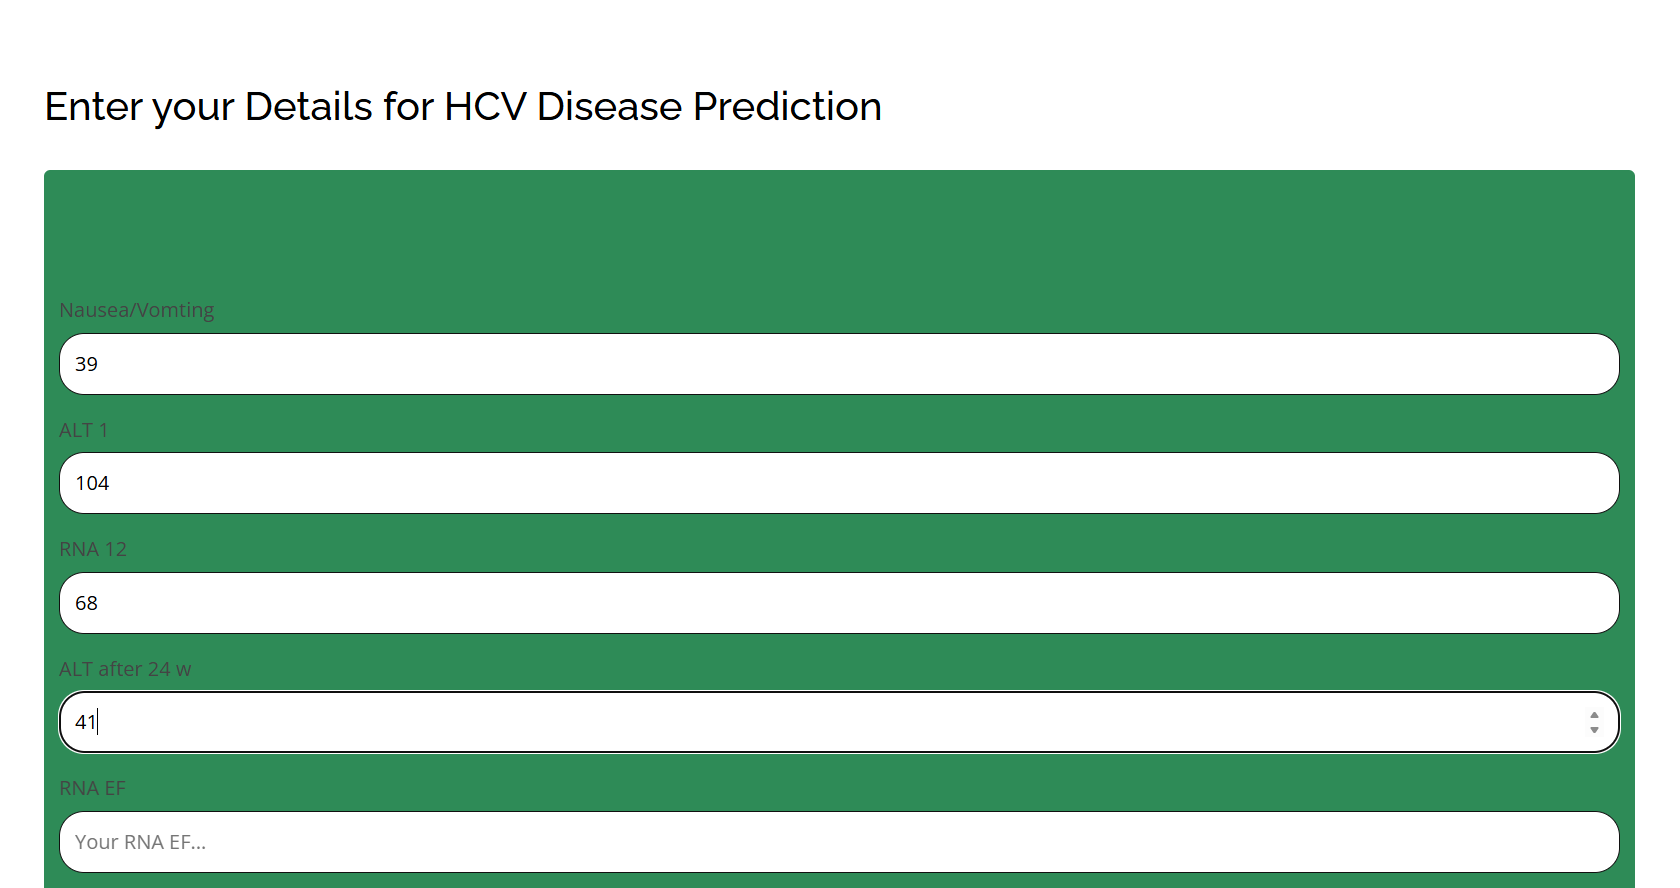 Enter your Details for HCV Disease Prediction
Nausea/Vomting
39
ALT 1
104
RNA 12
68
ALT after 24 w
41
RNA EF
Your RNA EF...